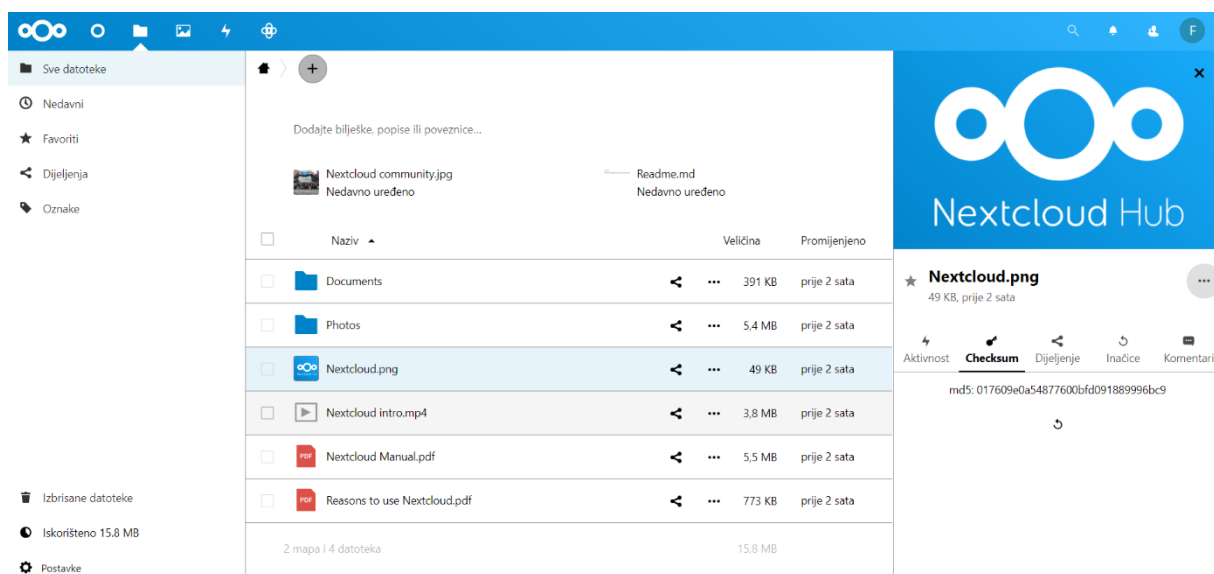 F
Sve datoteke
Nedavni
Favoriti
Dijeljenja
Oznake
Izbrisane datoteke
Iskorišteno 15.8 MB
Postavke
Dodajte bilješke, popise ili poveznice...
Nextcloud community.jpg
Nedavno uređeno
Readme.md
Nedavno uređeno
Naziv Veličina Promijenjeno
Documents 391 KB prije 2 sata
Photos 5,4 MB prije 2 sata
Nextcloud.png 49 KB prije 2 sata
Nextcloud intro.mp4 3,8 MB prije 2 sata
PDF Nextcloud Manual.pdf 5,5 MB prije 2 sata
PDF Reasons to use Nextcloud.pdf 773 KB prije 2 sata
2 mapa i 4 datoteka 15.8 MB
Nextcloud Hub
Nextcloud.png
49 KB, prije 2 sata
Aktivnost Checksum Dijeljenje Inačice Komentari
md5: 017609e0a54877600bfd091889996bc9